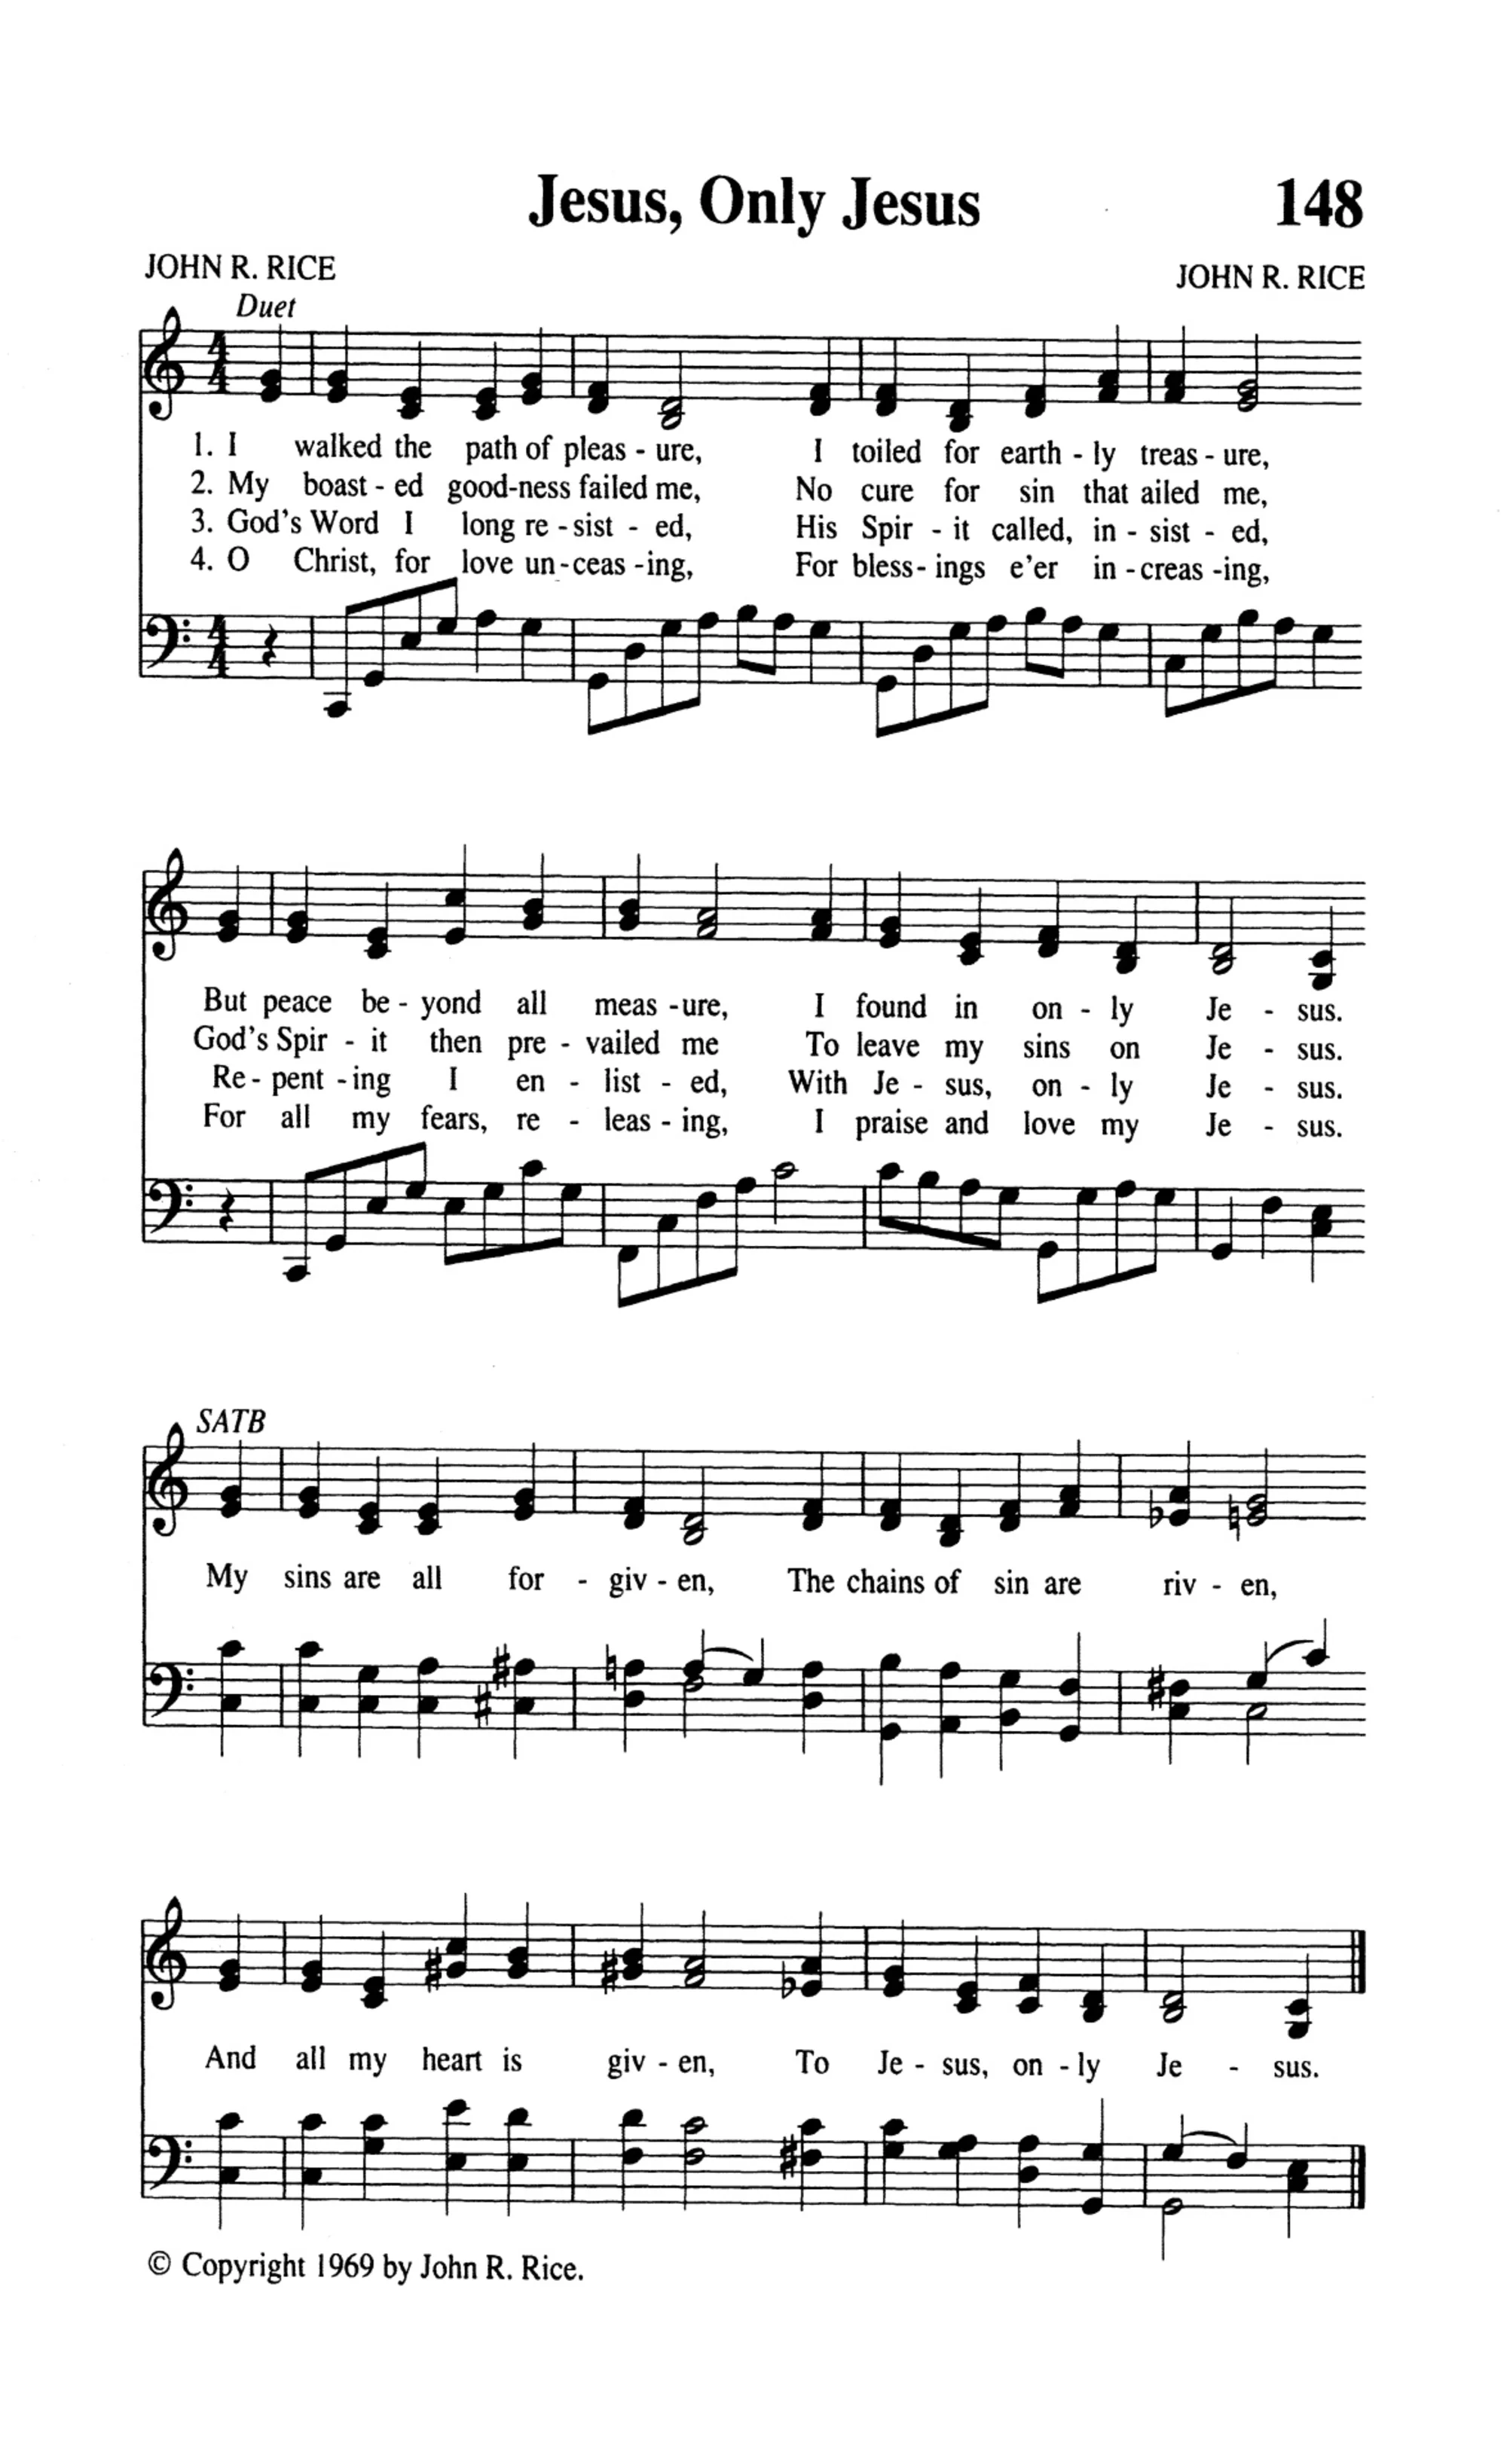 Jesus, Only Jesus 148
JOHN R. RICE JOHN R. RICE
Duet
4/4
1. I walked the path of pleas - ure, I toiled for earth - ly treas - ure,
2. My boast - ed good-ness failed me, No cure for sin that ailed me,
3. God's Word I long re - sist - ed, His Spir - it called, in - sist - ed,
4. O Christ, for love un - ceas - ing, For bless - ings e'er in - creas - ing,
4/4
But peace be - yond all meas - ure, I found in on - ly Je - sus.
God's Spir - it then pre - vailed me To leave my sins on Je - sus.
Re - pent - ing I en - list - ed, With Je - sus, on - ly Je - sus.
For all my fears, re - leas - ing, I praise and love my Je - sus.
SATB
My sins are all for - giv - en, The chains of sin are riv - en,
And all my heart is giv - en, To Je - sus, on - ly Je - sus.
© Copyright 1969 by John R. Rice.